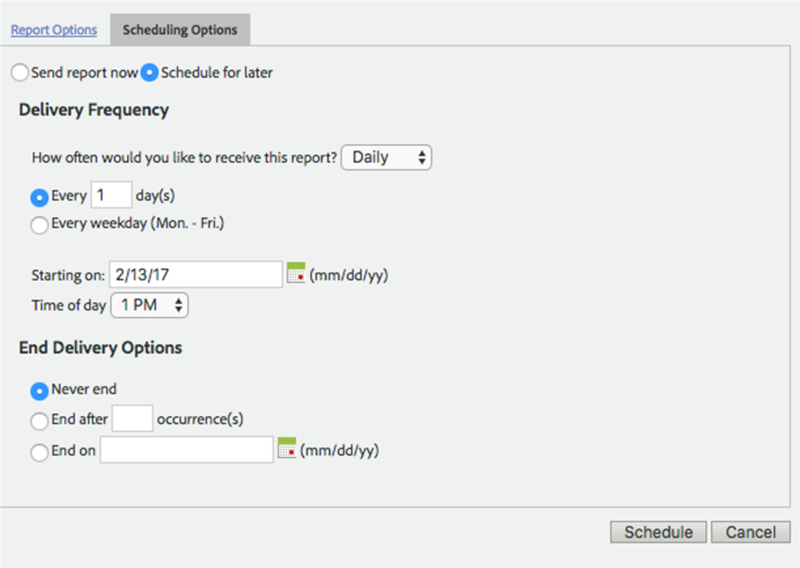 Report Options Scheduling Options
Send report now Schedule for later
Delivery Frequency
How often would you like to receive this report? Daily
Every 1 day(s)
Every weekday (Mon. - Fri.)
Starting on: 2/13/17 (mm/dd/yy)
Time of day 1 PM
End Delivery Options
Never end
End after occurrence(s)
End on (mm/dd/yy)
Schedule Cancel